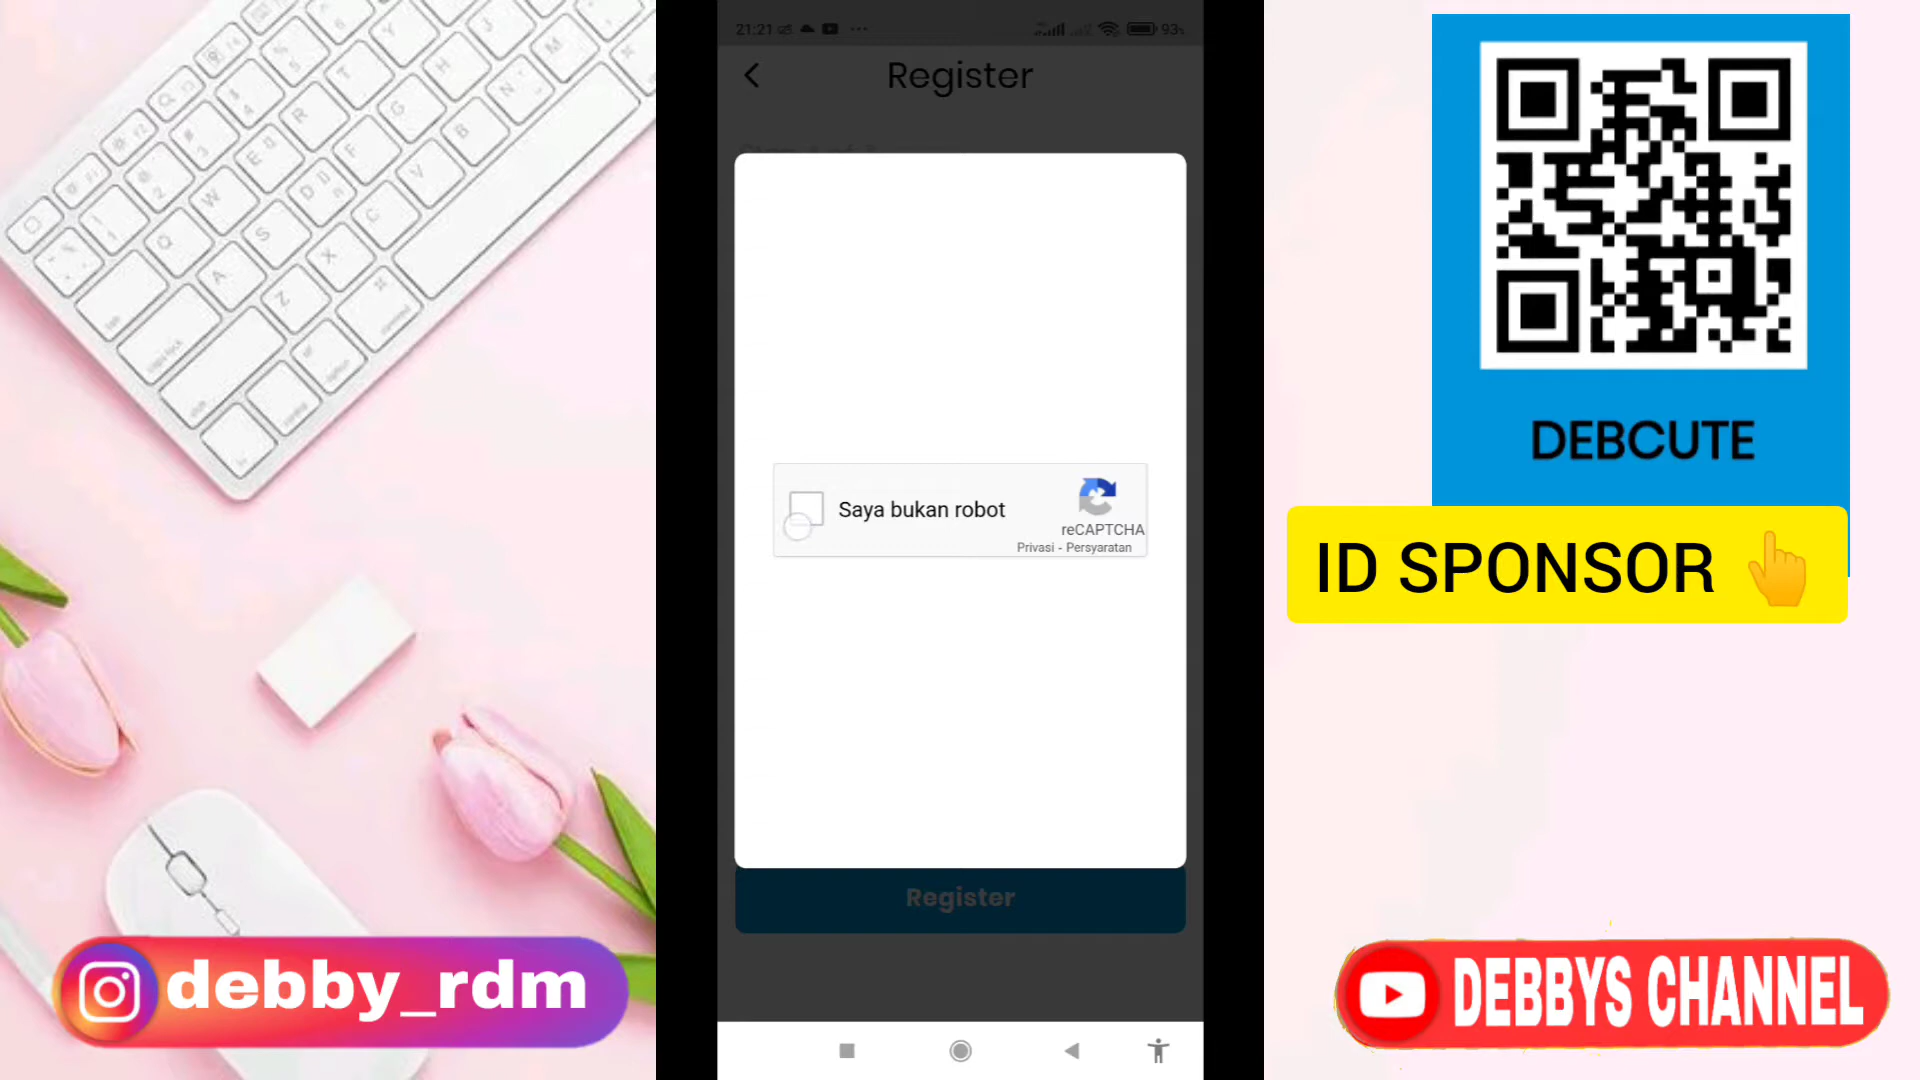 21:21
93%
Register
Saya bukan robot
reCAPTCHA
Privasi - Persyaratan
Register
DEBCUTE
ID SPONSOR
debby_rdm
DEBBYS CHANNEL